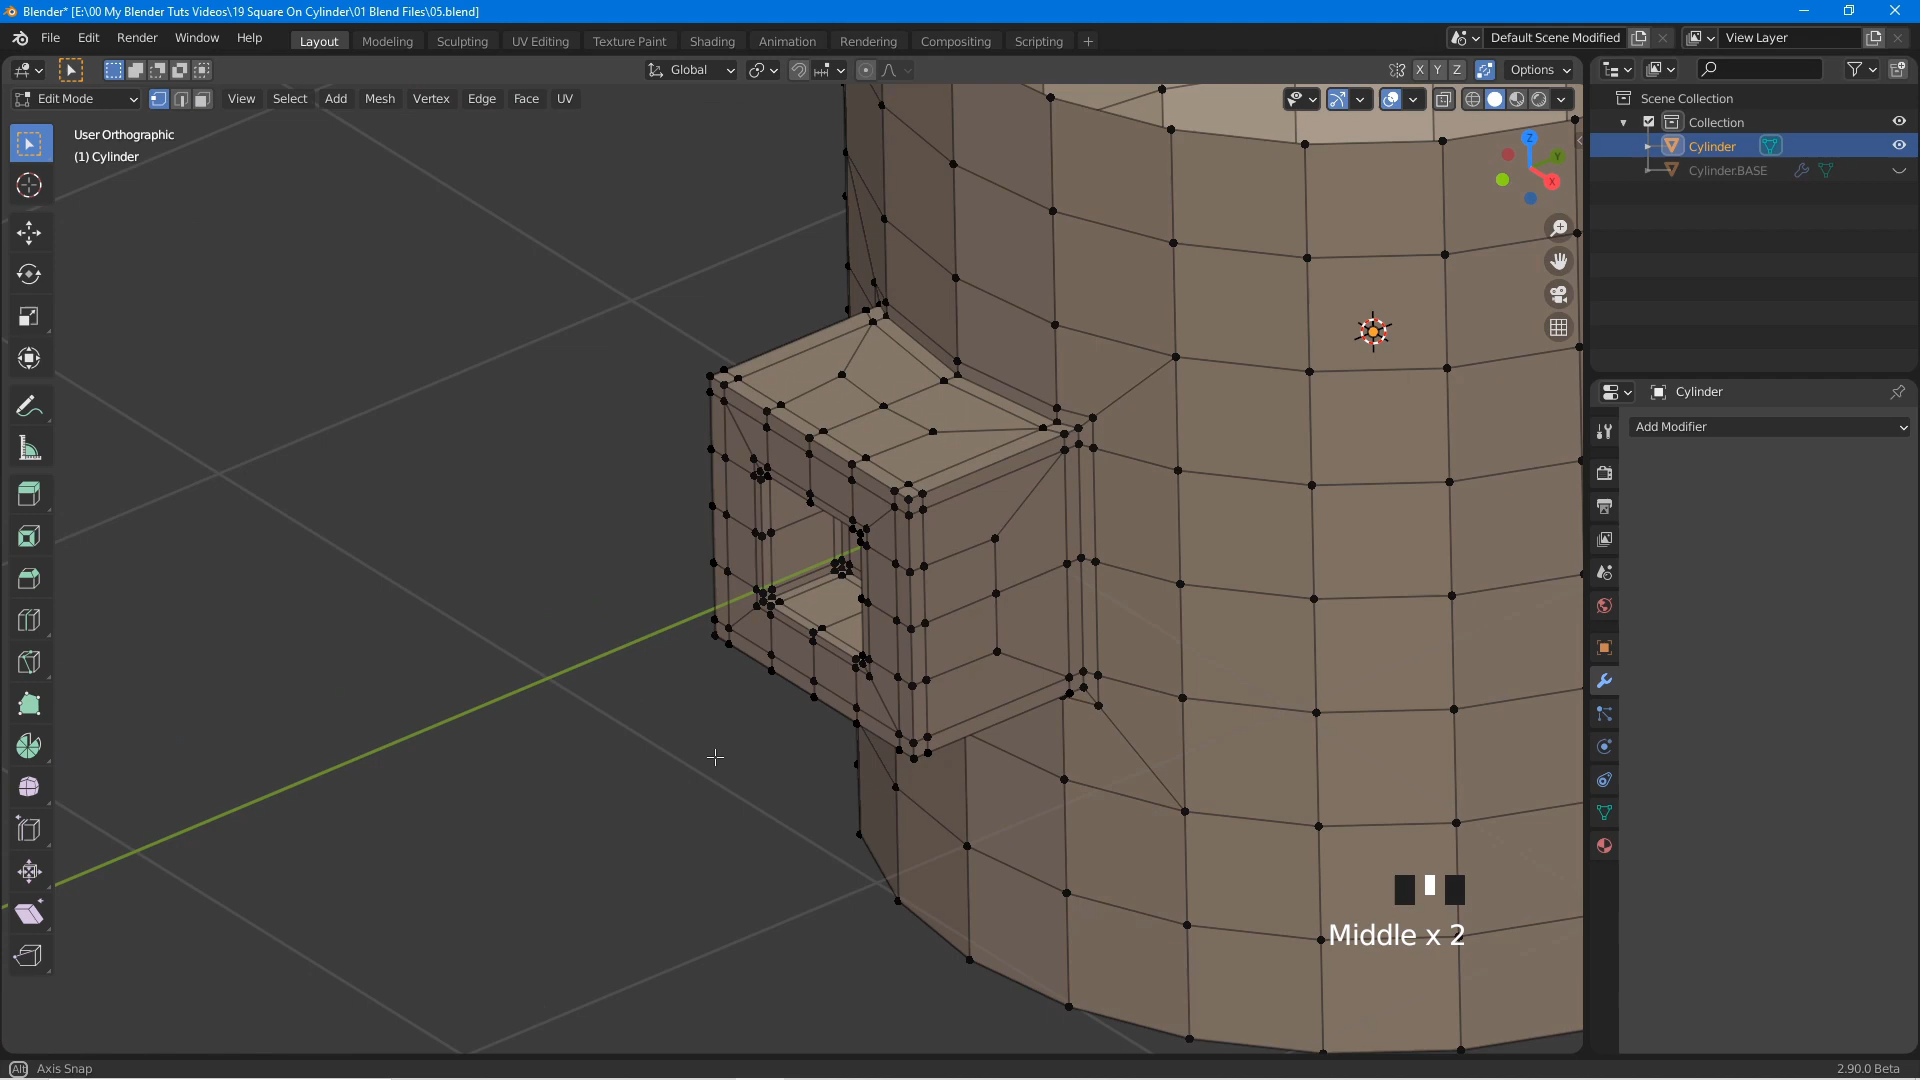 Blender* [E:\00 My Blender Tuts Videos\19 Square On Cylinder\01 Blend Files\05.blend]
File Edit Render Window Help
Layout Modeling Sculpting UV Editing Texture Paint Shading Animation Rendering Compositing Scripting +
Default Scene Modified
View Layer
Global
X Y Z
Options
Edit Mode
View Select Add Mesh Vertex Edge Face UV
User Orthographic
(1) Cylinder
Z
Y
X
Scene Collection
Collection
Cylinder
Cylinder.BASE
Cylinder
Add Modifier
Middle x 2
Alt Axis Snap
2.90.0 Beta